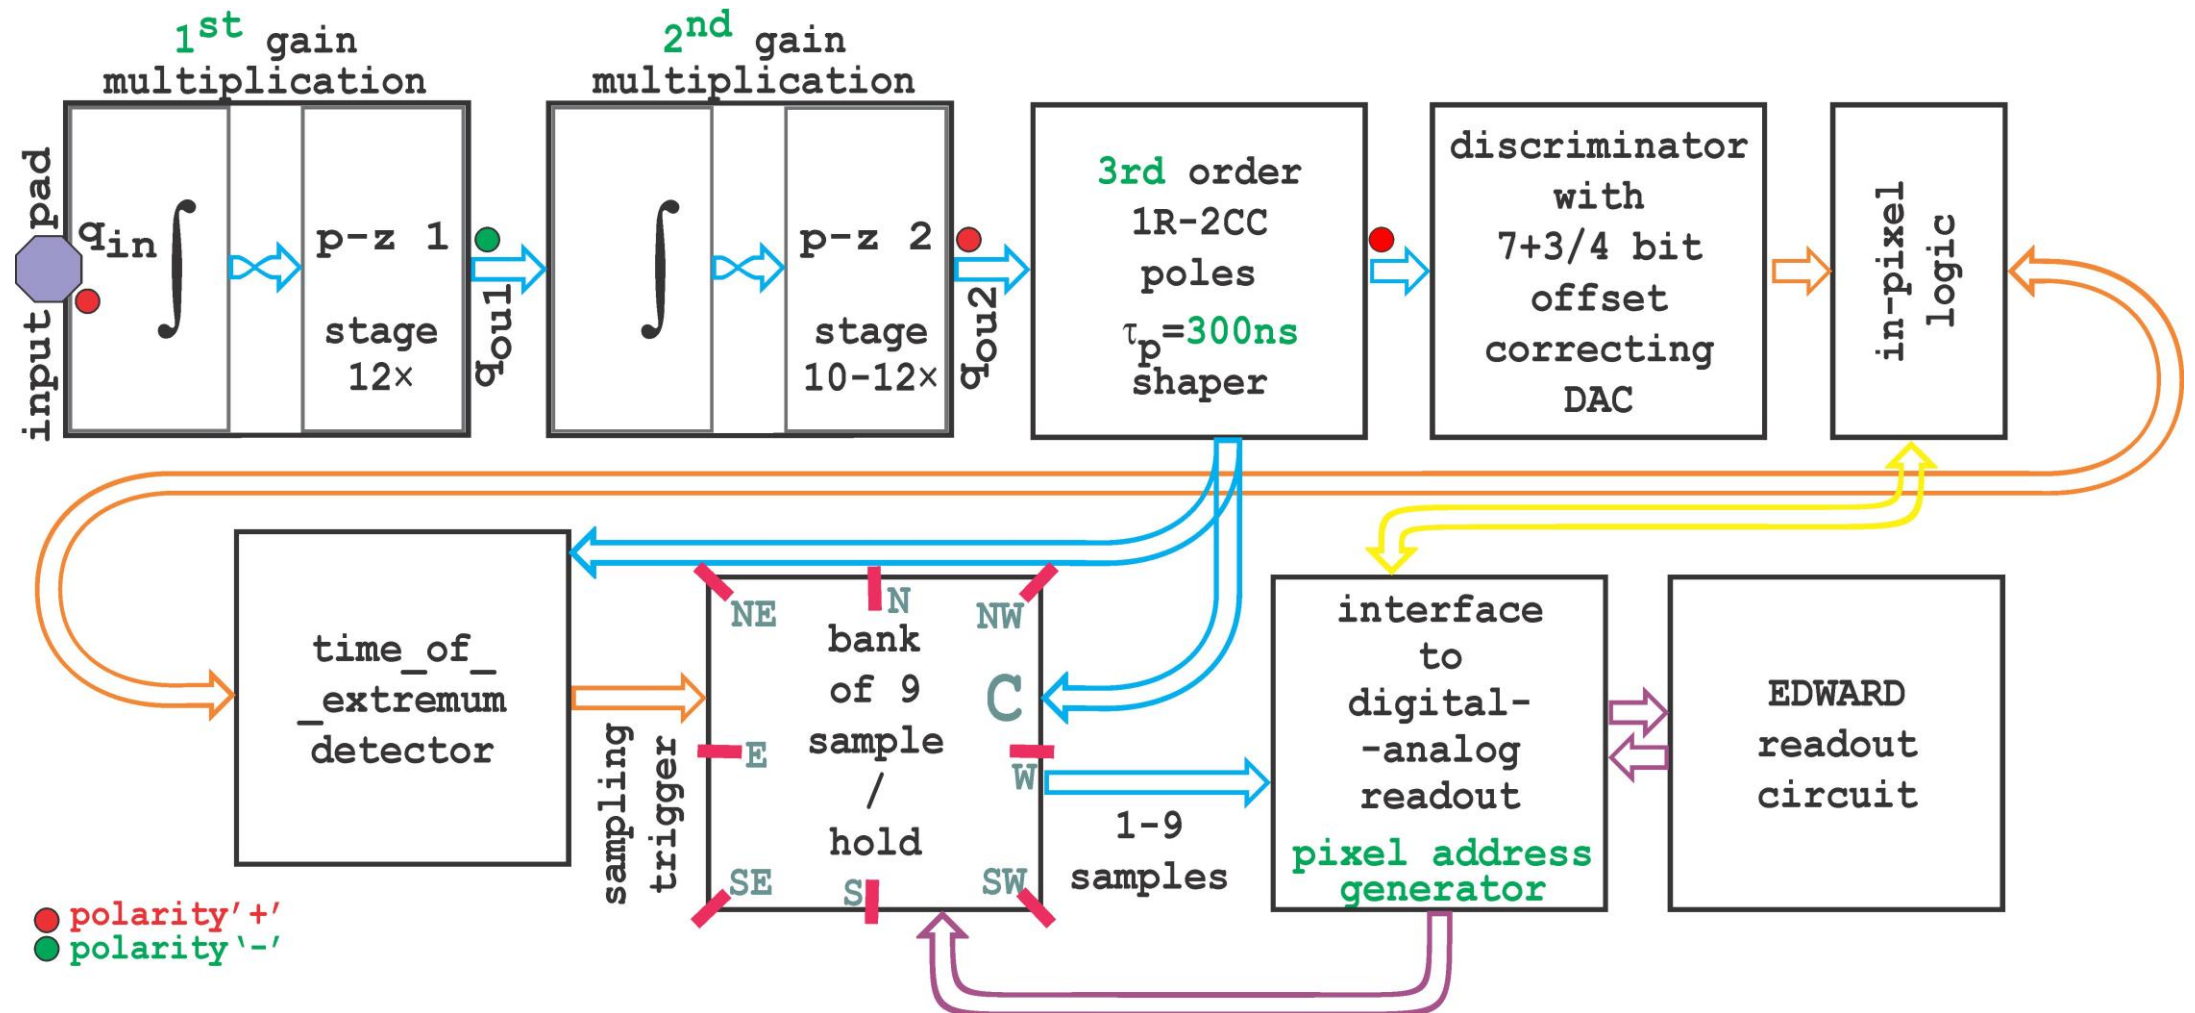 1st gain
multiplication
2nd gain
multiplication
input pad
qin
∫
p-z 1
stage
12×
qou1
∫
p-z 2
stage
10-12×
qou2
3rd order
1R-2CC
poles
τp=300ns
shaper
discriminator
with
7+3/4 bit
offset
correcting
DAC
in-pixel
logic
time_of_
_extremum
_detector
sampling
trigger
NE
N
NW
bank
of 9
sample
/
hold
C
E
W
SE
S
SW
1-9
samples
interface
to
digital-
-analog
readout
pixel address
generator
EDWARD
readout
circuit
polarity'+'
polarity‘-’